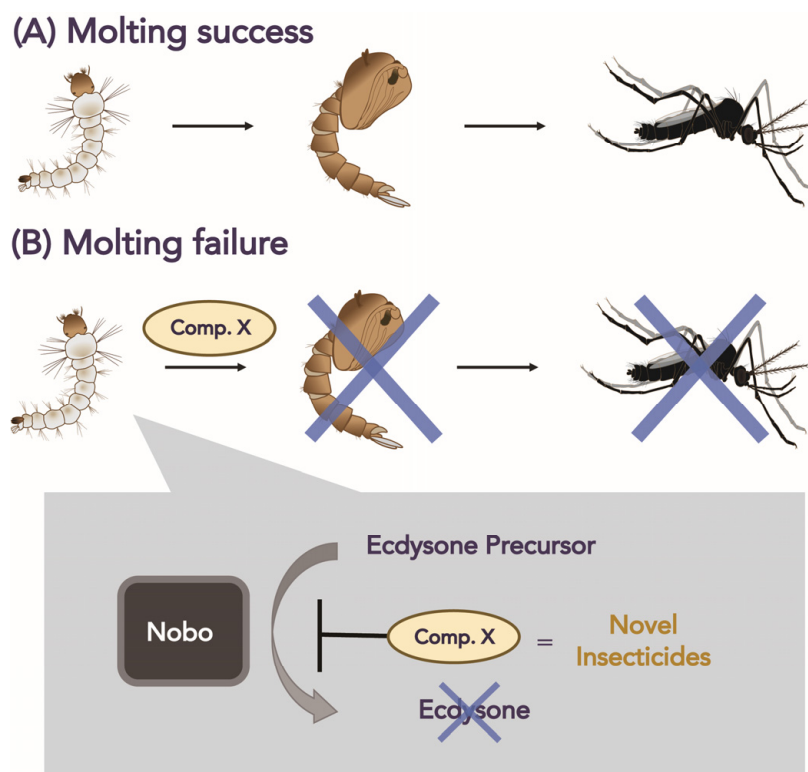 (A) Molting success
(B) Molting failure
Comp. X
Ecdysone Precursor
Nobo
Comp. X
=
Novel
Insecticides
Ecdysone